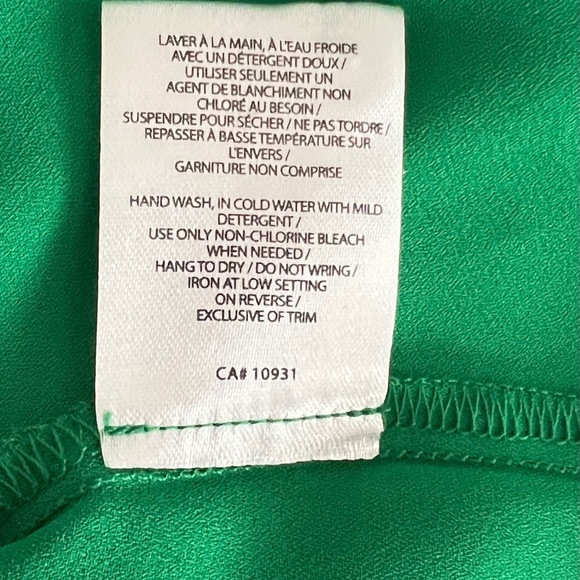 LAVER À LA MAIN, À L'EAU FROIDE
AVEC UN DÉTERGENT DOUX /
UTILISER SEULEMENT UN
AGENT DE BLANCHIMENT NON
CHLORÉ AU BESOIN /
SUSPENDRE POUR SÉCHER / NE PAS TORDRE /
REPASSER À BASSE TEMPÉRATURE SUR
L'ENVERS /
GARNITURE NON COMPRISE
HAND WASH, IN COLD WATER WITH MILD
DETERGENT /
USE ONLY NON-CHLORINE BLEACH
WHEN NEEDED /
HANG TO DRY / DO NOT WRING /
IRON AT LOW SETTING
ON REVERSE /
EXCLUSIVE OF TRIM
CA# 10931